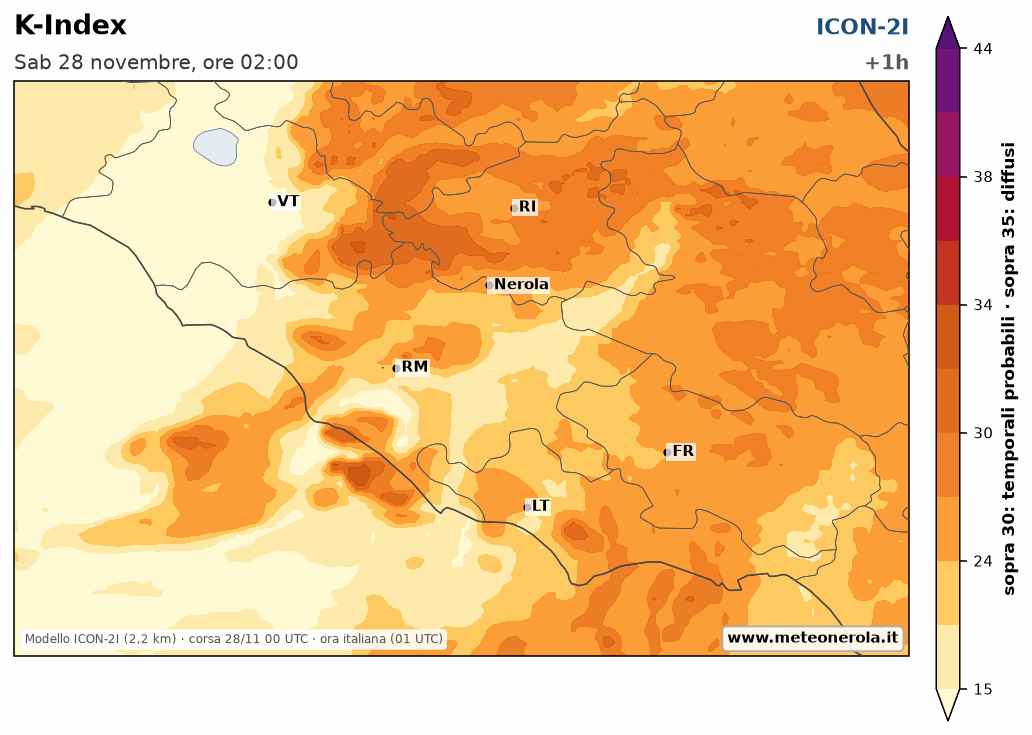 K-Index
ICON-2I
Sab 28 novembre, ore 02:00
+1h
44
38
34
30
24
15
sopra 30: temporali probabili · sopra 35: diffusi
VT
RI
Nerola
RM
FR
LT
Modello ICON-2I (2,2 km) · corsa 28/11 00 UTC · ora italiana (01 UTC)
www.meteonerola.it